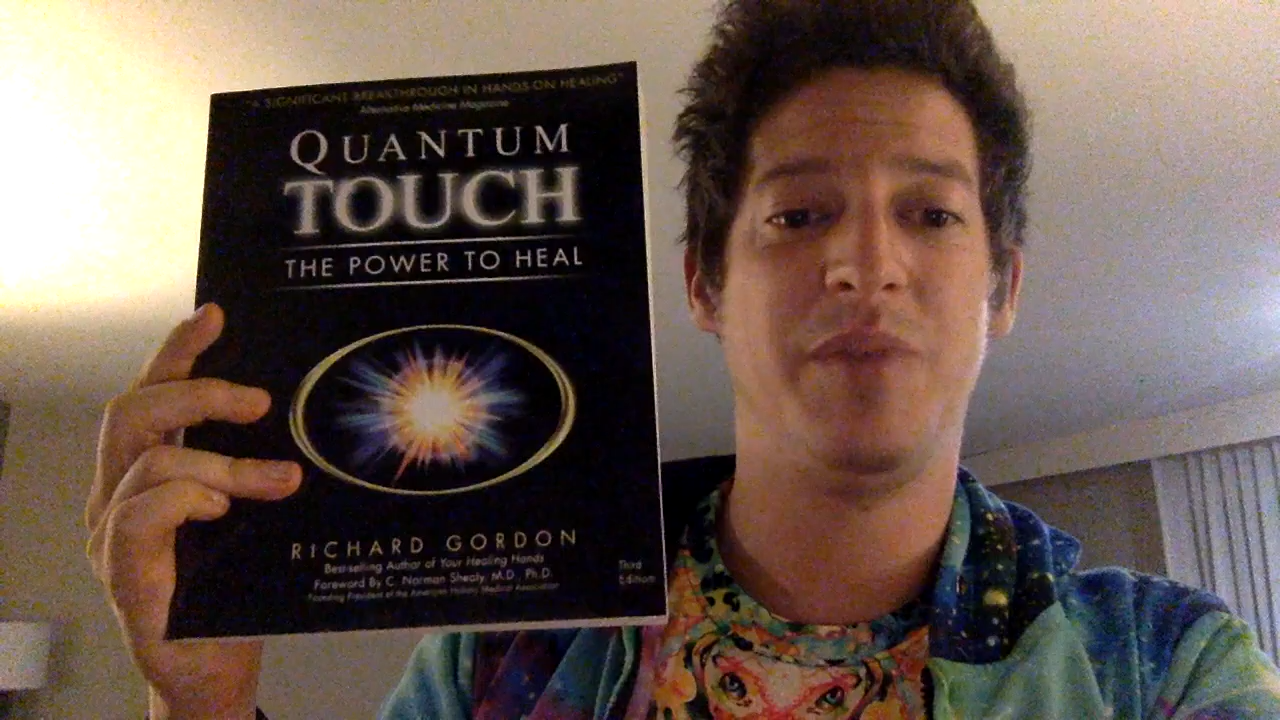 "A SIGNIFICANT BREAKTHROUGH IN HANDS-ON HEALING"
Alternative Medicine Magazine
QUANTUM
TOUCH
THE POWER TO HEAL
RICHARD GORDON
Best-selling Author of Your Healing Hands
Foreword By C. Norman Shealy, M.D., Ph.D.
Founding President of the American Holistic Medical Association
Third
Edition